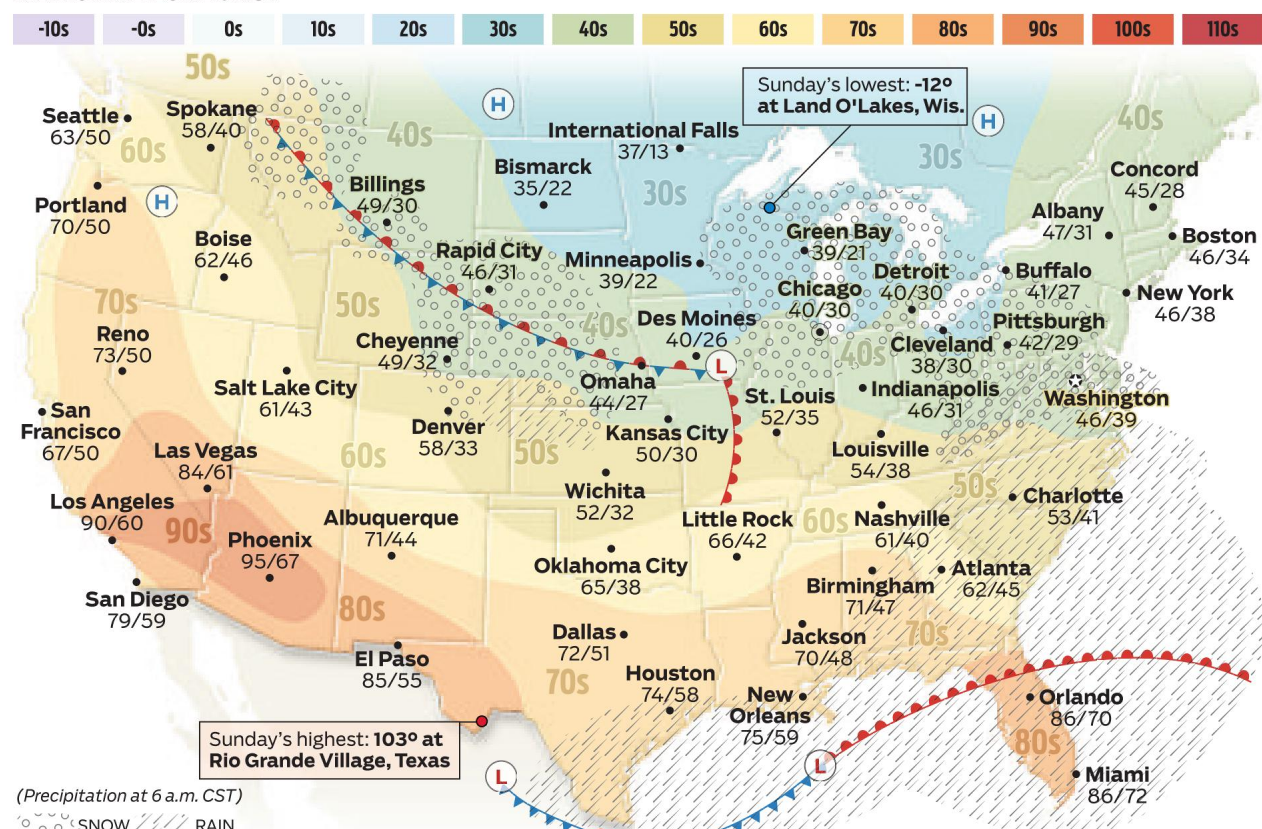 -10s -0s 0s 10s 20s 30s 40s 50s 60s 70s 80s 90s 100s 110s
50s
Sunday's lowest: -12º
at Land O'Lakes, Wis.
H
H
Seattle
63/50
Spokane
58/40
60s
40s
International Falls
37/13
40s
30s
Bismarck
35/22
30s
Concord
45/28
Portland
70/50
H
Billings
49/30
Albany
47/31
Boise
62/46
Rapid City
46/31
Minneapolis
39/22
Green Bay
39/21
Boston
46/34
Detroit
40/30
Buffalo
41/27
Chicago
40/30
New York
46/38
70s
50s
40s
Des Moines
40/26
Pittsburgh
42/29
Reno
73/50
Cheyenne
49/32
L
40s
Cleveland
38/30
Salt Lake City
61/43
Omaha
44/27
St. Louis
52/35
Indianapolis
46/31
Washington
46/39
San
Francisco
67/50
Denver
58/33
Kansas City
50/30
Las Vegas
84/61
60s
50s
Louisville
54/38
Los Angeles
90/60
Wichita
52/32
50s
Charlotte
53/41
90s
Phoenix
95/67
Albuquerque
71/44
Little Rock
66/42
60s
Nashville
61/40
Oklahoma City
65/38
Birmingham
71/47
Atlanta
62/45
San Diego
79/59
80s
Dallas
72/51
Jackson
70/48
70s
El Paso
85/55
70s
Houston
74/58
New
Orleans
75/59
Orlando
86/70
Sunday's highest: 103º at
Rio Grande Village, Texas
80s
L
L
Miami
86/72
(Precipitation at 6 a.m. CST)
SNOW RAIN